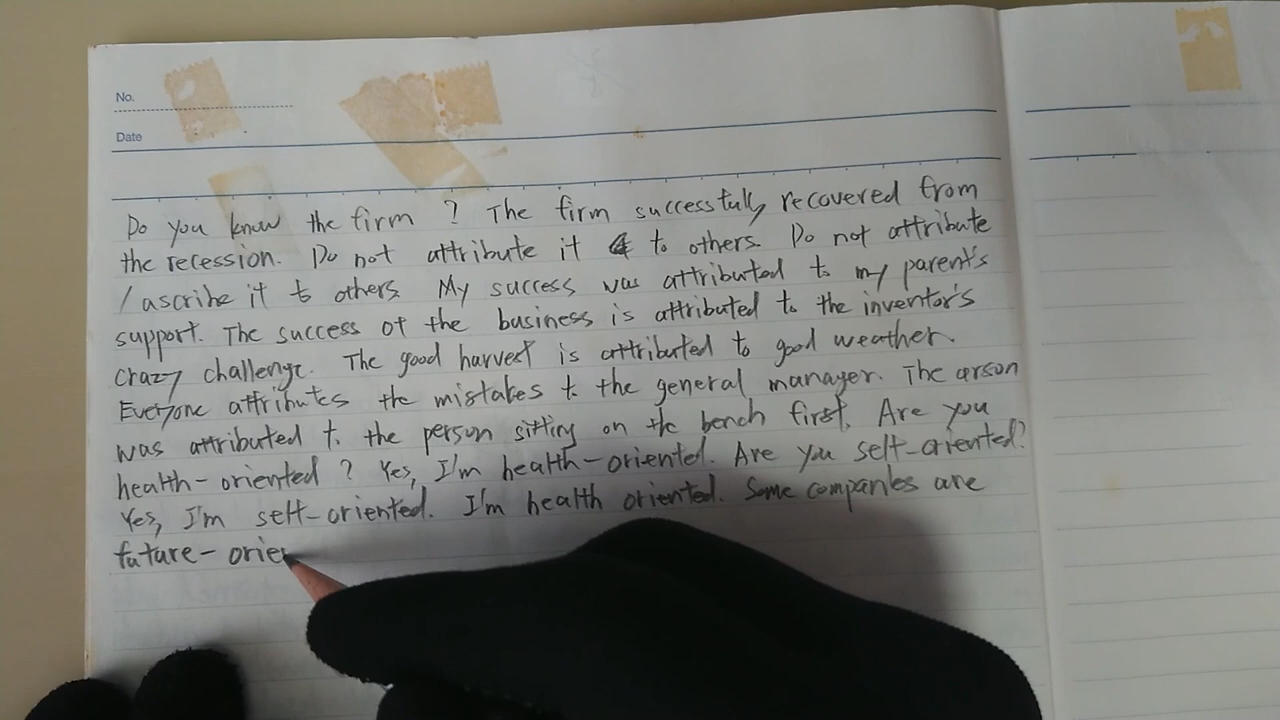 No.
Date
Do you know the firm ? The firm successfully recovered from
the recession. Do not attribute it to others. Do not attribute
/ ascribe it to others. My success was attributed to my parent's
support. The success of the business is attributed to the inventor's
crazy challenge. The good harvest is attributed to good weather.
Everyone attributes the mistakes to the general manager. The arson
was attributed to the person sitting on the bench first. Are you
health-oriented ? Yes, I'm health-oriented. Are you self-oriented?
Yes, I'm self-oriented. I'm health oriented. Some companies are
future-orien